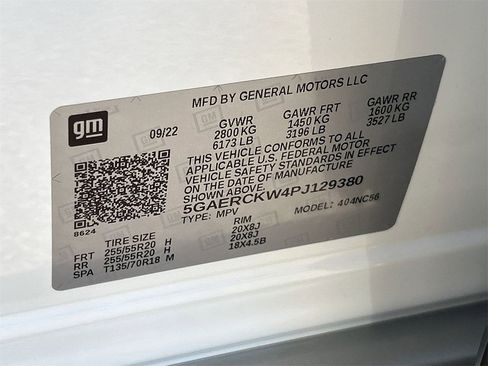 MFD BY GENERAL MOTORS LLC
gm
09/22
GVWR GAWR FRT GAWR RR
2800 KG 1450 KG 1600 KG
6173 LB 3196 LB 3527 LB
THIS VEHICLE CONFORMS TO ALL
APPLICABLE U.S. FEDERAL MOTOR
VEHICLE SAFETY STANDARDS IN EFFECT
ON THE DATE OF MANUFACTURE
5GAERCKW4PJ129380
TYPE: MPV MODEL: 404NC56
8624
TIRE SIZE RIM
FRT 255/55R20 H 20X8J
RR 255/55R20 H 20X8J
SPA T135/70R18 M 18X4.5B